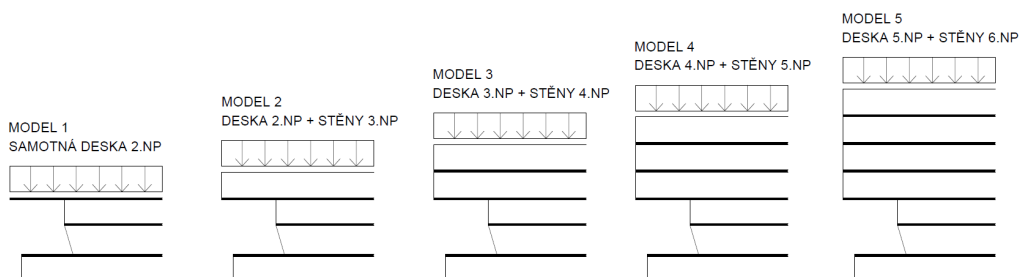 MODEL 1
SAMOTNÁ DESKA 2.NP
MODEL 2
DESKA 2.NP + STĚNY 3.NP
MODEL 3
DESKA 3.NP + STĚNY 4.NP
MODEL 4
DESKA 4.NP + STĚNY 5.NP
MODEL 5
DESKA 5.NP + STĚNY 6.NP